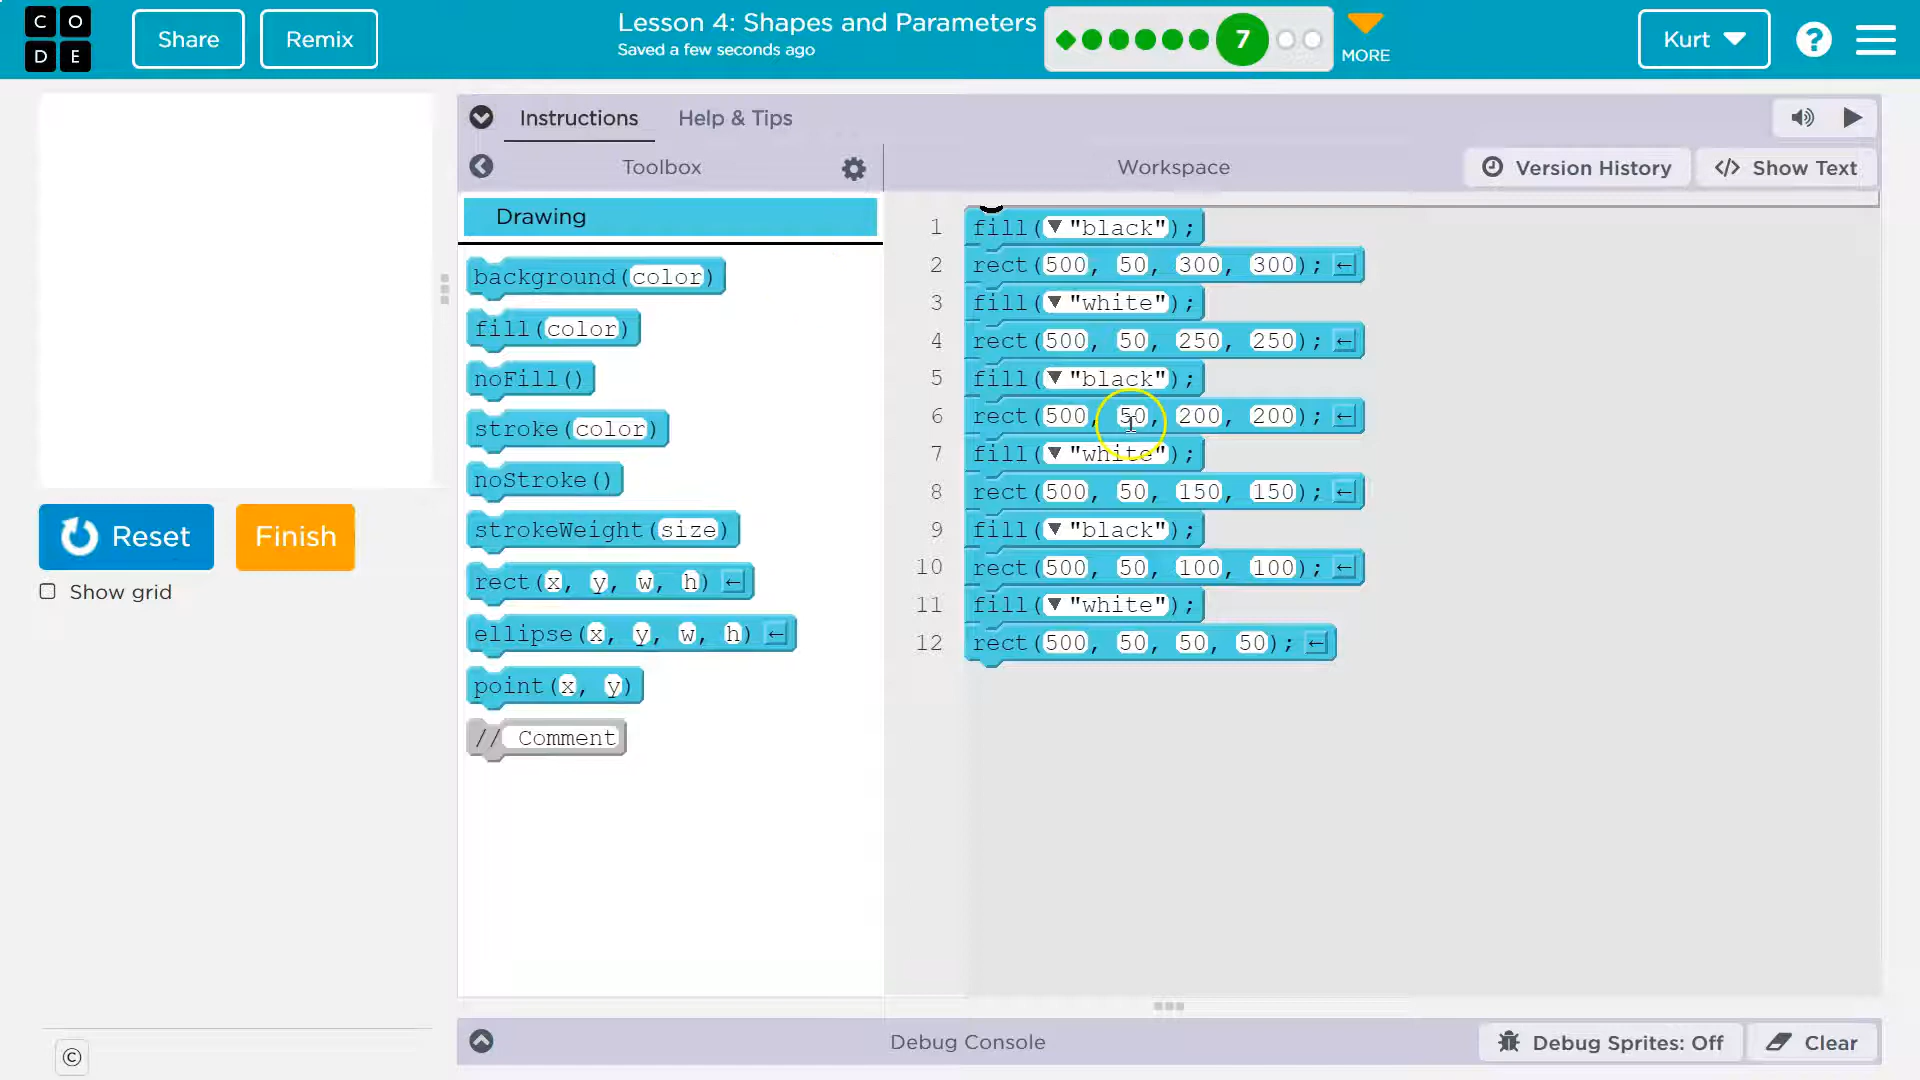 C O D E
Share
Remix
Lesson 4: Shapes and Parameters
Saved a few seconds ago
7
MORE
Kurt
?
Instructions
Help & Tips
Toolbox
Workspace
Version History
</> Show Text
Drawing
background(color)
fill(color)
noFill()
stroke(color)
noStroke()
strokeWeight(size)
rect(x, y, w, h) ←
ellipse(x, y, w, h) ←
point(x, y)
// Comment
1 fill(▼"black");
2 rect(500, 50, 300, 300); ←
3 fill(▼"white");
4 rect(500, 50, 250, 250); ←
5 fill(▼"black");
6 rect(500, 50, 200, 200); ←
7 fill(▼"white");
8 rect(500, 50, 150, 150); ←
9 fill(▼"black");
10 rect(500, 50, 100, 100); ←
11 fill(▼"white");
12 rect(500, 50, 50, 50); ←
Reset
Finish
Show grid
©
Debug Console
Debug Sprites: Off
Clear